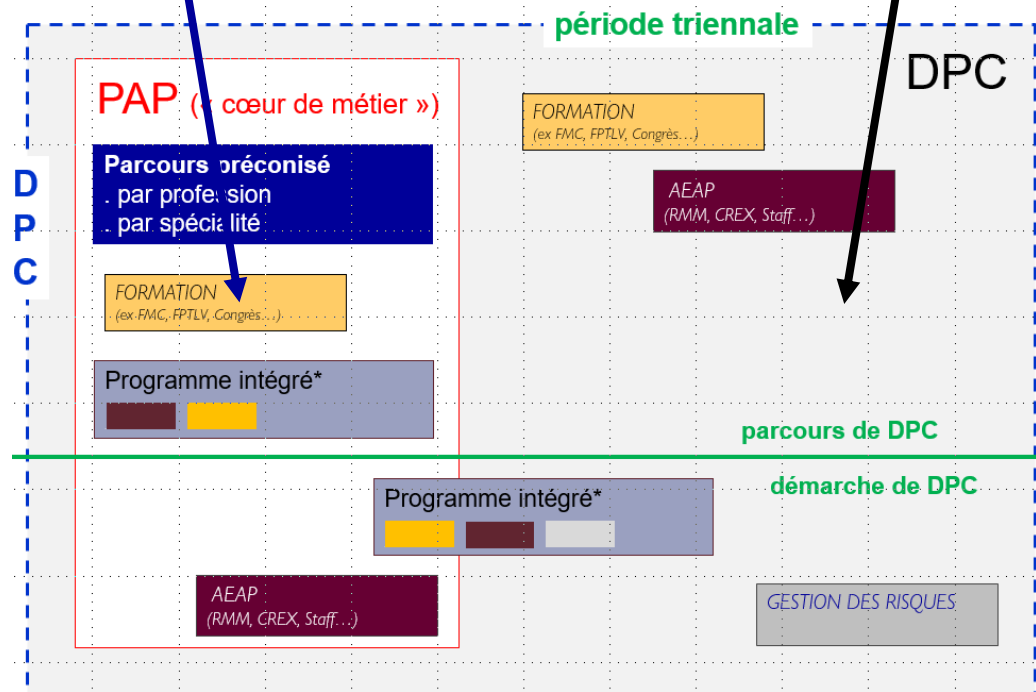 période triennale
DPC
PAP (« cœur de métier »)
FORMATION
(ex FMC, FPTLV, Congrès…)
Parcours préconisé
. par profession
. par spécialité
AEAP
(RMM, CREX, Staff…)
D
P
C
FORMATION
(ex FMC, FPTLV, Congrès…)
Programme intégré*
parcours de DPC
démarche de DPC
Programme intégré*
AEAP
(RMM, CREX, Staff…)
GESTION DES RISQUES